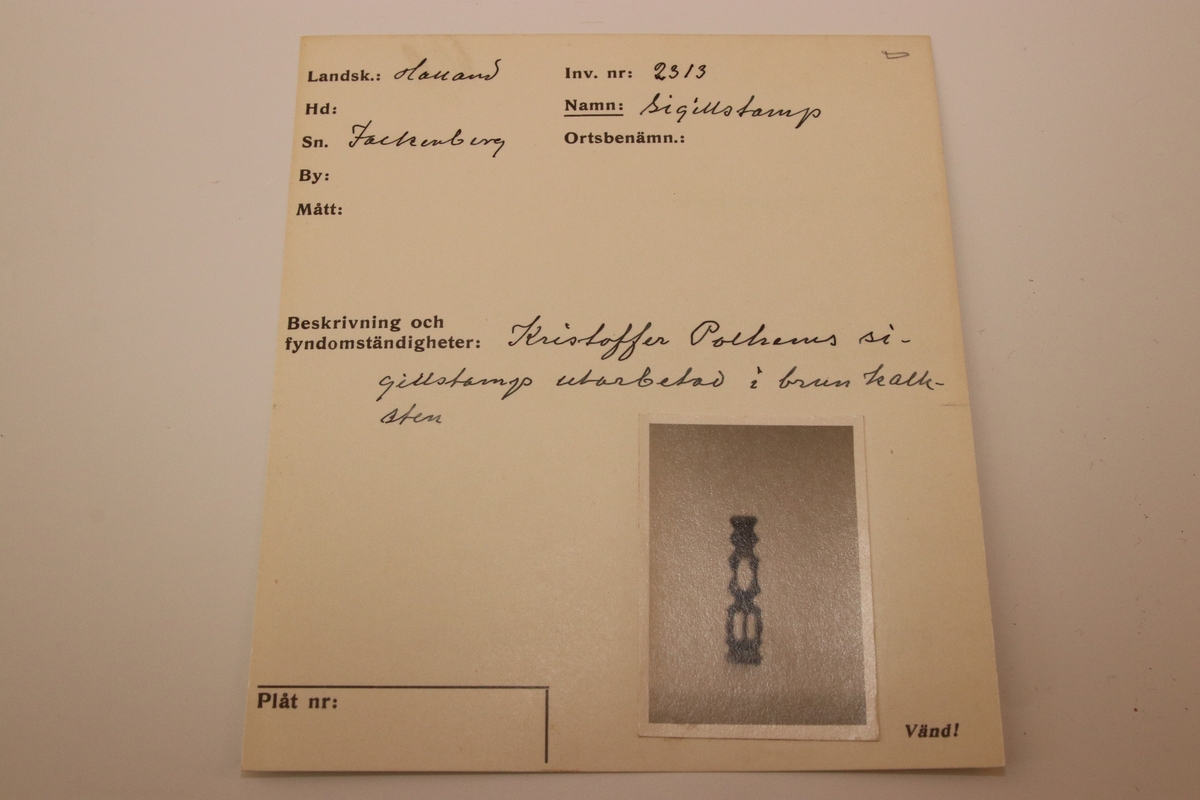 Landsk.: Halland Inv. nr: 2313
Hd: Namn: Sigillstamp
Sn. Falkenberg Ortsbenämn.:
By:
Mått:
Beskrivning och
fyndomständigheter: Kristoffer Polhems si-
gillstamp utarbetad i brun kalk-
sten
Plåt nr:
Vänd!